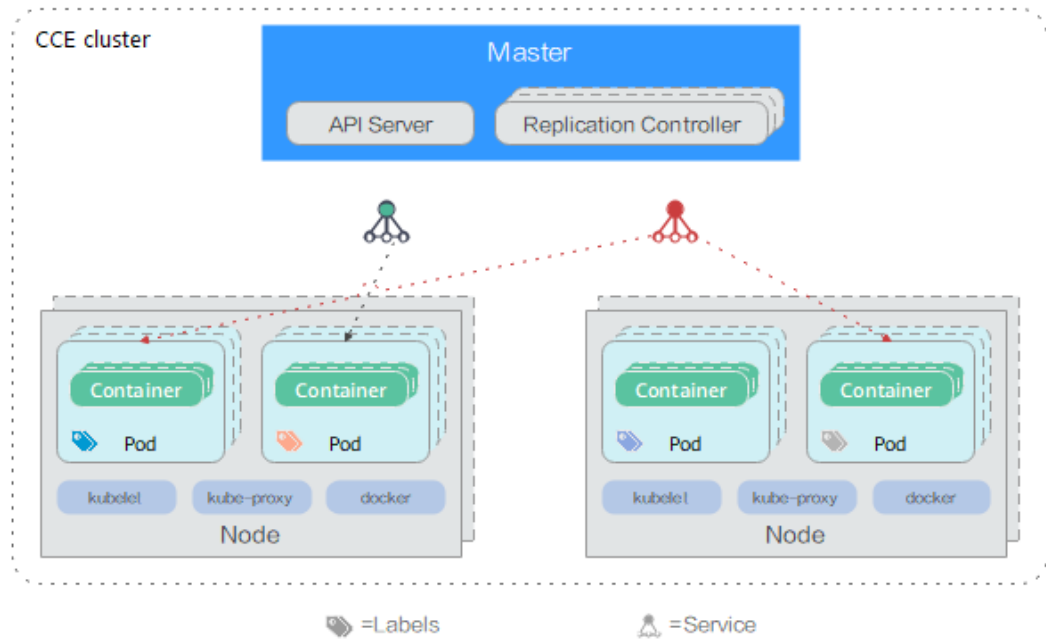 CCE cluster
Master
API Server
Replication Controller
Container
Container
Container
Container
Pod
Pod
Pod
Pod
kubelet
kube-proxy
docker
kubelet
kube-proxy
docker
Node
Node
=Labels
=Service